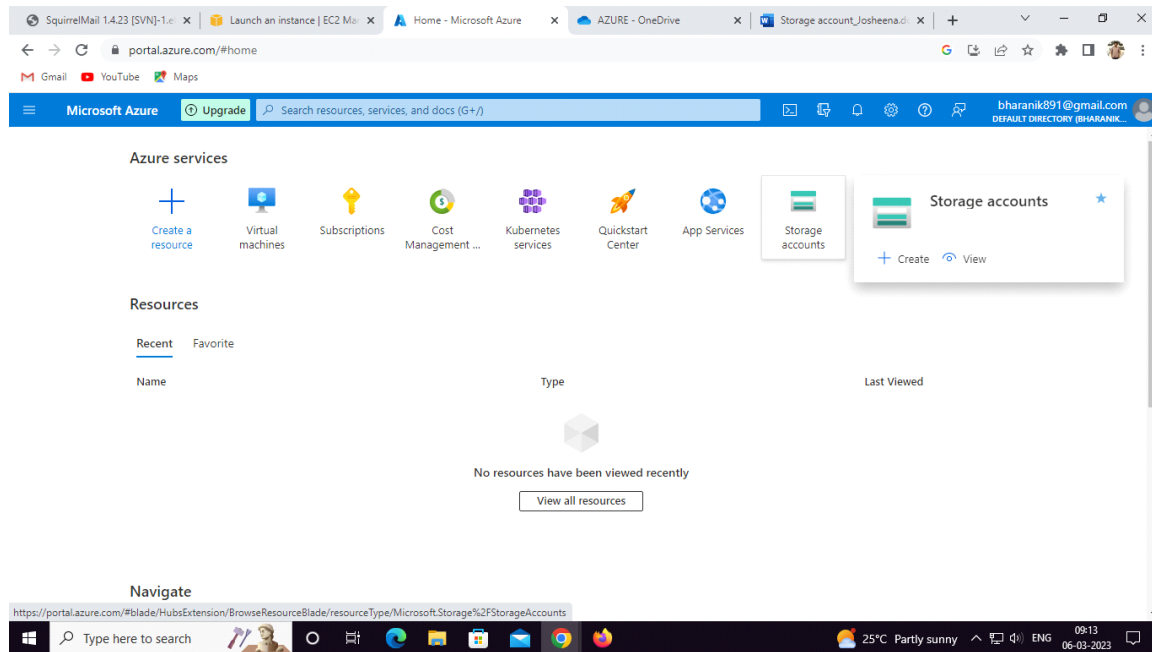 SquirrelMail 1.4.23 [SVN]-1.e
Launch an instance | EC2 Man
Home - Microsoft Azure
AZURE - OneDrive
Storage account_Josheena.d
portal.azure.com/#home
Gmail
YouTube
Maps
Microsoft Azure
Upgrade
Search resources, services, and docs (G+/)
bharanik891@gmail.com
DEFAULT DIRECTORY (BHARANIK...
Azure services
Create a
resource
Virtual
machines
Subscriptions
Cost
Management ...
Kubernetes
services
Quickstart
Center
App Services
Storage
accounts
Storage accounts
Create
View
Resources
Recent
Favorite
Name
Type
Last Viewed
No resources have been viewed recently
View all resources
Navigate
https://portal.azure.com/#blade/HubsExtension/BrowseResourceBlade/resourceType/Microsoft.Storage%2FStorageAccounts
Type here to search
25°C Partly sunny
ENG
09:13
06-03-2023